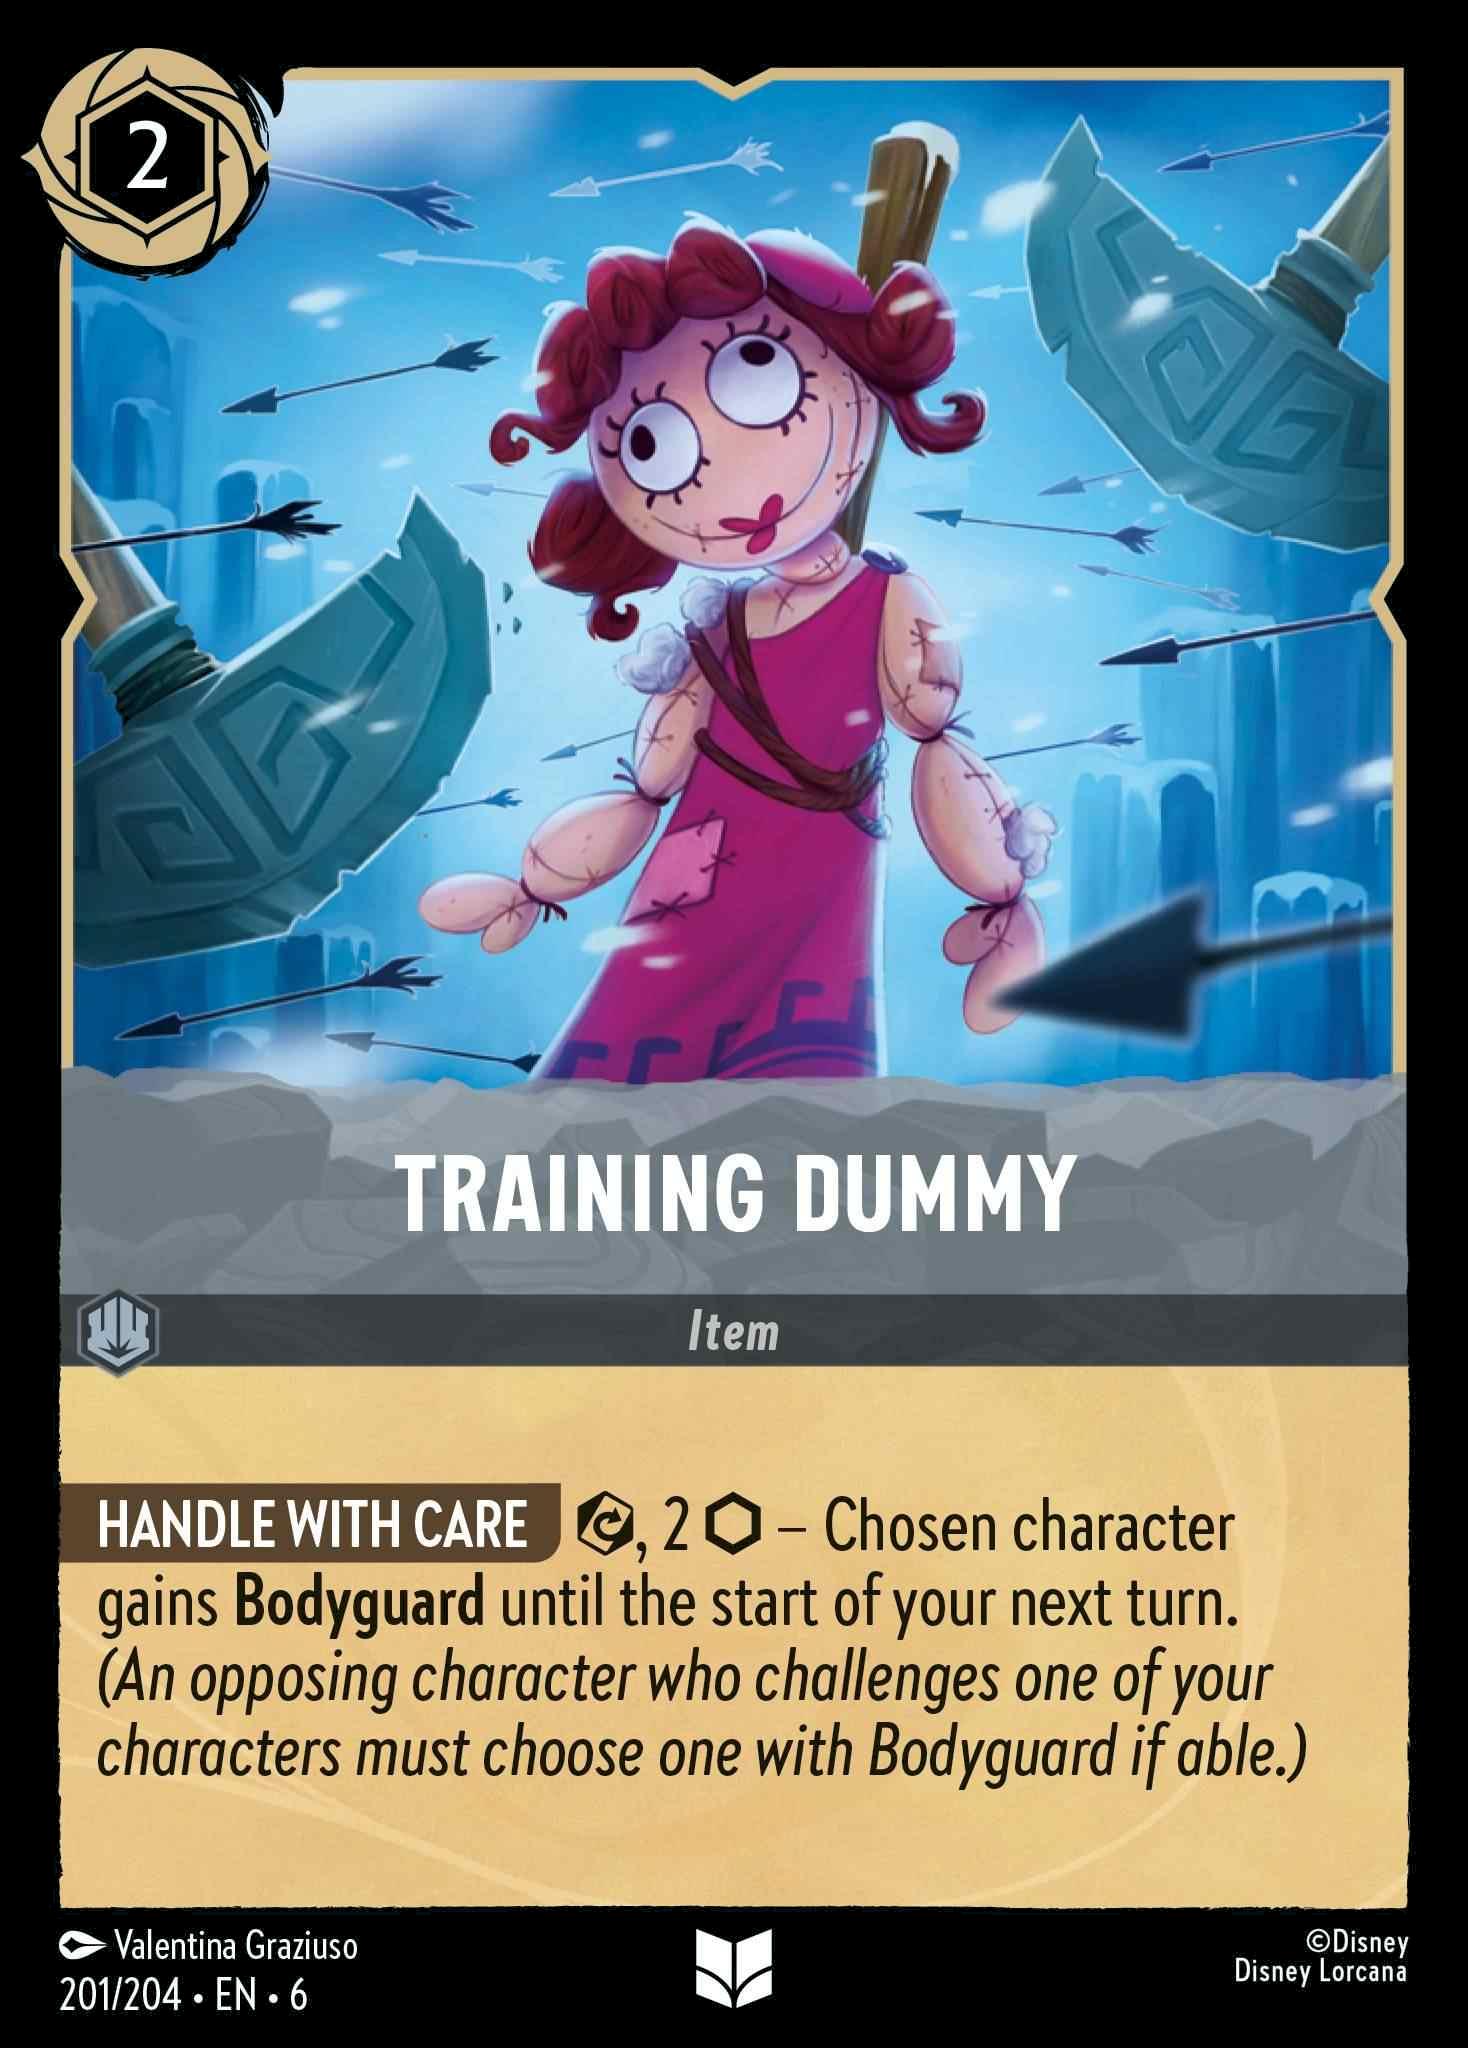 2
TRAINING DUMMY
Item
HANDLE WITH CARE , 2 – Chosen character
gains Bodyguard until the start of your next turn.
(An opposing character who challenges one of your
characters must choose one with Bodyguard if able.)
Valentina Graziuso
201/204 • EN • 6
©Disney
Disney Lorcana